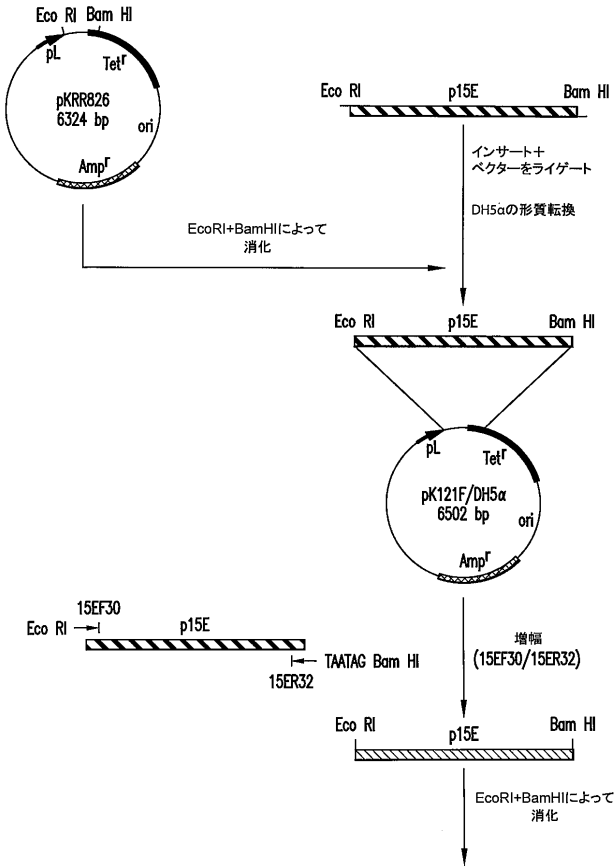 Eco RI Bam HI
pL
Tetr
pKRR826
6324 bp
ori
Ampr
Eco RI p15E Bam HI
インサート+
ベクターをライゲート
DH5αの形質転換
EcoRI+BamHIによって
消化
Eco RI p15E Bam HI
pL
Tetr
pK121F/DH5α
6502 bp
ori
Ampr
15EF30
Eco RI p15E
TAATAG Bam HI
15ER32
増幅
(15EF30/15ER32)
Eco RI p15E Bam HI
EcoRI+BamHIによって
消化